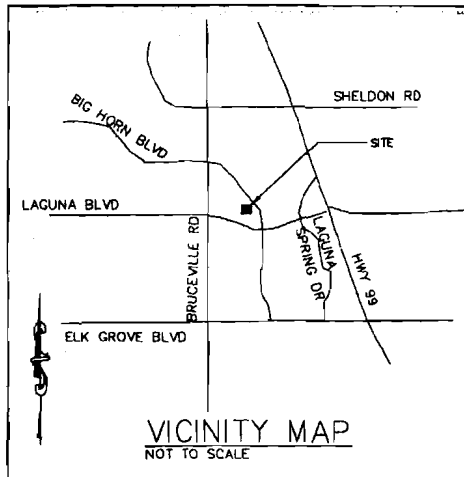 SHELDON RD
BIG HORN BLVD
SITE
LAGUNA BLVD
BRUCEVILLE RD
LAGUNA
SPRING DR
HWY 99
ELK GROVE BLVD
VICINITY MAP
NOT TO SCALE